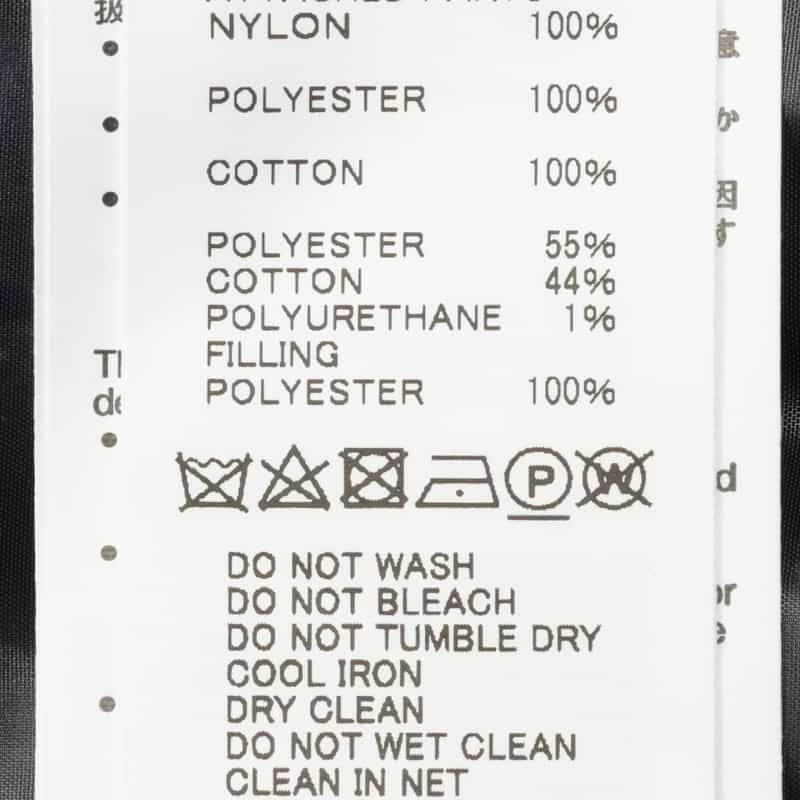 NYLON 100%
POLYESTER 100%
COTTON 100%
POLYESTER 55%
COTTON 44%
POLYURETHANE 1%
FILLING
POLYESTER 100%
P W
DO NOT WASH
DO NOT BLEACH
DO NOT TUMBLE DRY
COOL IRON
DRY CLEAN
DO NOT WET CLEAN
CLEAN IN NET